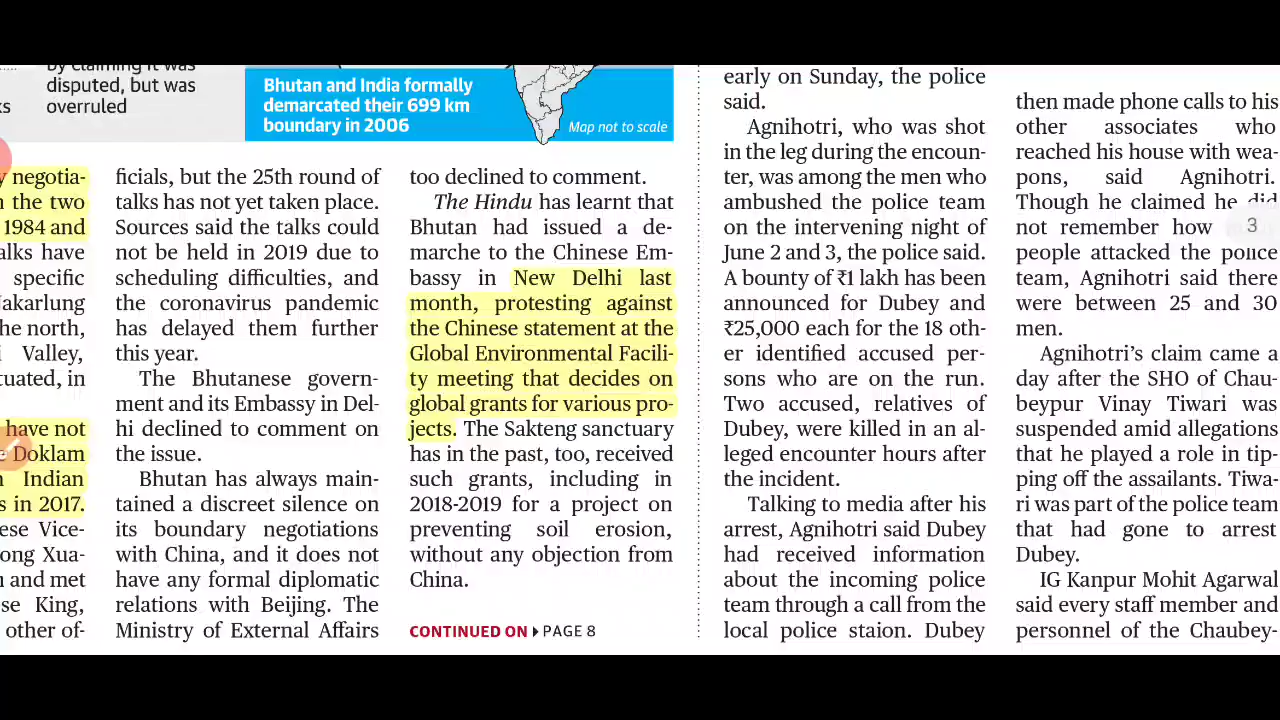 by claiming it was
disputed, but was
overruled
ks
Bhutan and India formally
demarcated their 699 km
boundary in 2006
Map not to scale
y negotia-
n the two
1984 and
alks have
specific
Jakarlung
he north,
i Valley,
tuated, in
have not
e Doklam
n Indian
s in 2017.
ese Vice-
ong Xua-
n and met
se King,
other of-
ficials, but the 25th round of
talks has not yet taken place.
Sources said the talks could
not be held in 2019 due to
scheduling difficulties, and
the coronavirus pandemic
has delayed them further
this year.
The Bhutanese govern-
ment and its Embassy in Del-
hi declined to comment on
the issue.
Bhutan has always main-
tained a discreet silence on
its boundary negotiations
with China, and it does not
have any formal diplomatic
relations with Beijing. The
Ministry of External Affairs
too declined to comment.
The Hindu has learnt that
Bhutan had issued a de-
marche to the Chinese Em-
bassy in New Delhi last
month, protesting against
the Chinese statement at the
Global Environmental Facili-
ty meeting that decides on
global grants for various pro-
jects. The Sakteng sanctuary
has in the past, too, received
such grants, including in
2018-2019 for a project on
preventing soil erosion,
without any objection from
China.
CONTINUED ON PAGE 8
early on Sunday, the police
said.
Agnihotri, who was shot
in the leg during the encoun-
ter, was among the men who
ambushed the police team
on the intervening night of
June 2 and 3, the police said.
A bounty of ₹1 lakh has been
announced for Dubey and
₹25,000 each for the 18 oth-
er identified accused per-
sons who are on the run.
Two accused, relatives of
Dubey, were killed in an al-
leged encounter hours after
the incident.
Talking to media after his
arrest, Agnihotri said Dubey
had received information
about the incoming police
team through a call from the
local police staion. Dubey
then made phone calls to his
other associates who
reached his house with wea-
pons, said Agnihotri.
Though he claimed he did
not remember how
people attacked the police
team, Agnihotri said there
were between 25 and 30
men.
Agnihotri's claim came a
day after the SHO of Chau-
beypur Vinay Tiwari was
suspended amid allegations
that he played a role in tip-
ping off the assailants. Tiwa-
ri was part of the police team
that had gone to arrest
Dubey.
IG Kanpur Mohit Agarwal
said every staff member and
personnel of the Chaubey-
3